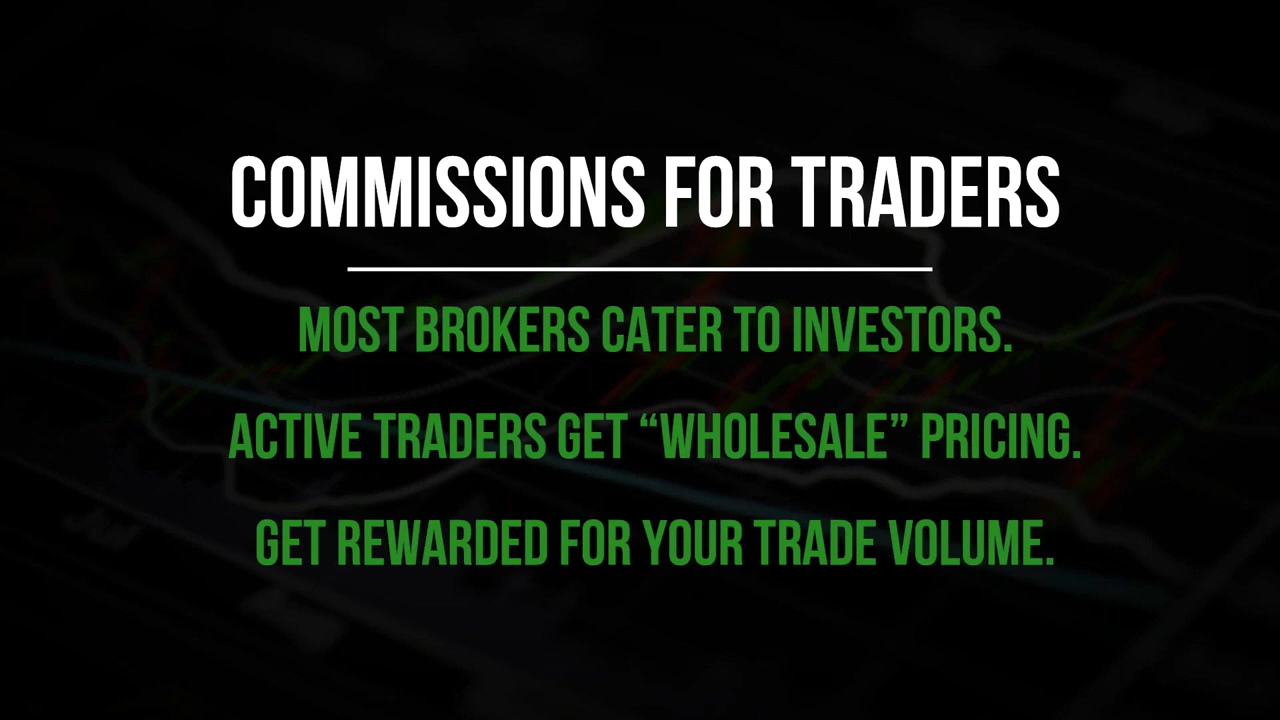 COMMISSIONS FOR TRADERS
MOST BROKERS CATER TO INVESTORS.
ACTIVE TRADERS GET “WHOLESALE” PRICING.
GET REWARDED FOR YOUR TRADE VOLUME.